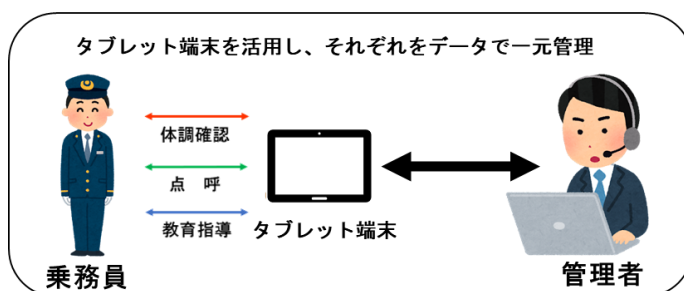 タブレット端末を活用し、それぞれをデータで一元管理
体調確認
点　呼
教育指導
タブレット端末
乗務員
管理者